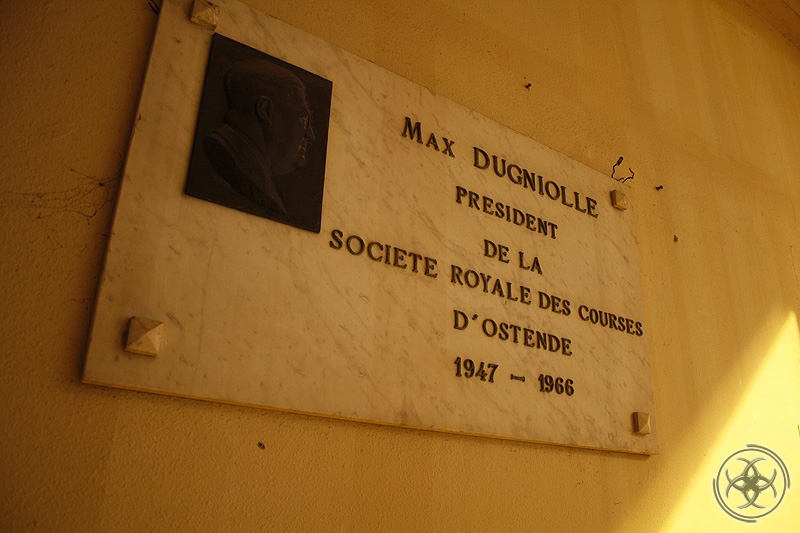 Max DUGNIOLLE
PRESIDENT
DE LA
SOCIETE ROYALE DES COURSES
D'OSTENDE
1947 - 1966